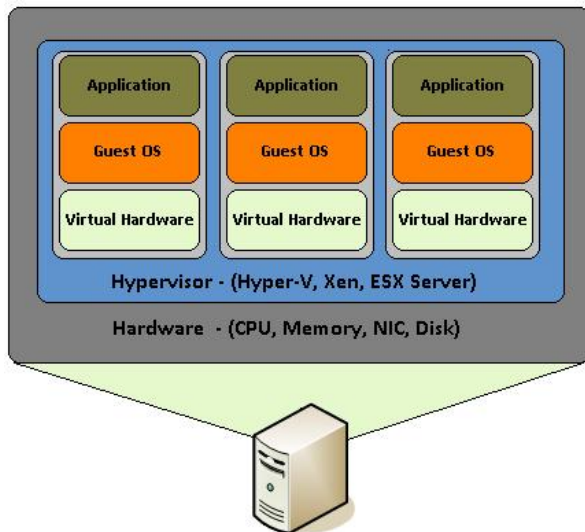 Application
Application
Application
Guest OS
Guest OS
Guest OS
Virtual Hardware
Virtual Hardware
Virtual Hardware
Hypervisor - (Hyper-V, Xen, ESX Server)
Hardware - (CPU, Memory, NIC, Disk)